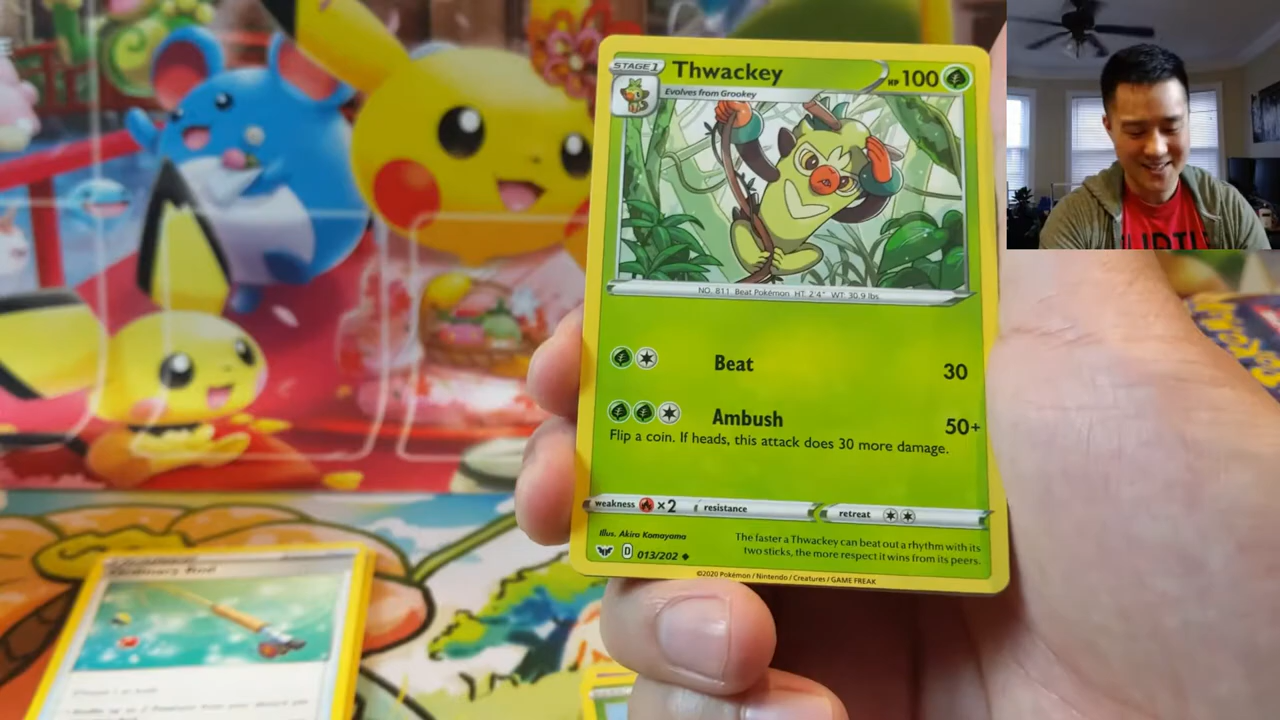 STAGE 1
Thwackey
HP 100
Evolves from Grookey
NO. 811 Beat Pokémon HT: 2'4" WT: 30.9 lbs.
Beat 30
Ambush 50+
Flip a coin. If heads, this attack does 30 more damage.
weakness ×2 resistance retreat
Illus. Akira Komayama
D 013/202
The faster a Thwackey can beat out a rhythm with its
two sticks, the more respect it wins from its peers.
©2020 Pokémon / Nintendo / Creatures / GAME FREAK
Ordinary Rod